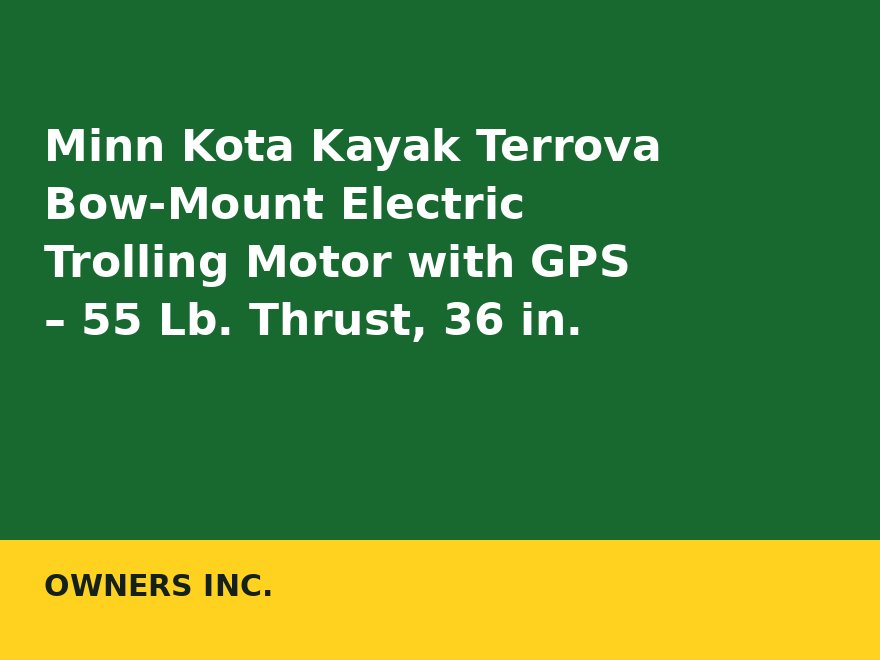 Minn Kota Kayak Terrova
Bow-Mount Electric
Trolling Motor with GPS
– 55 Lb. Thrust, 36 in.
OWNERS INC.